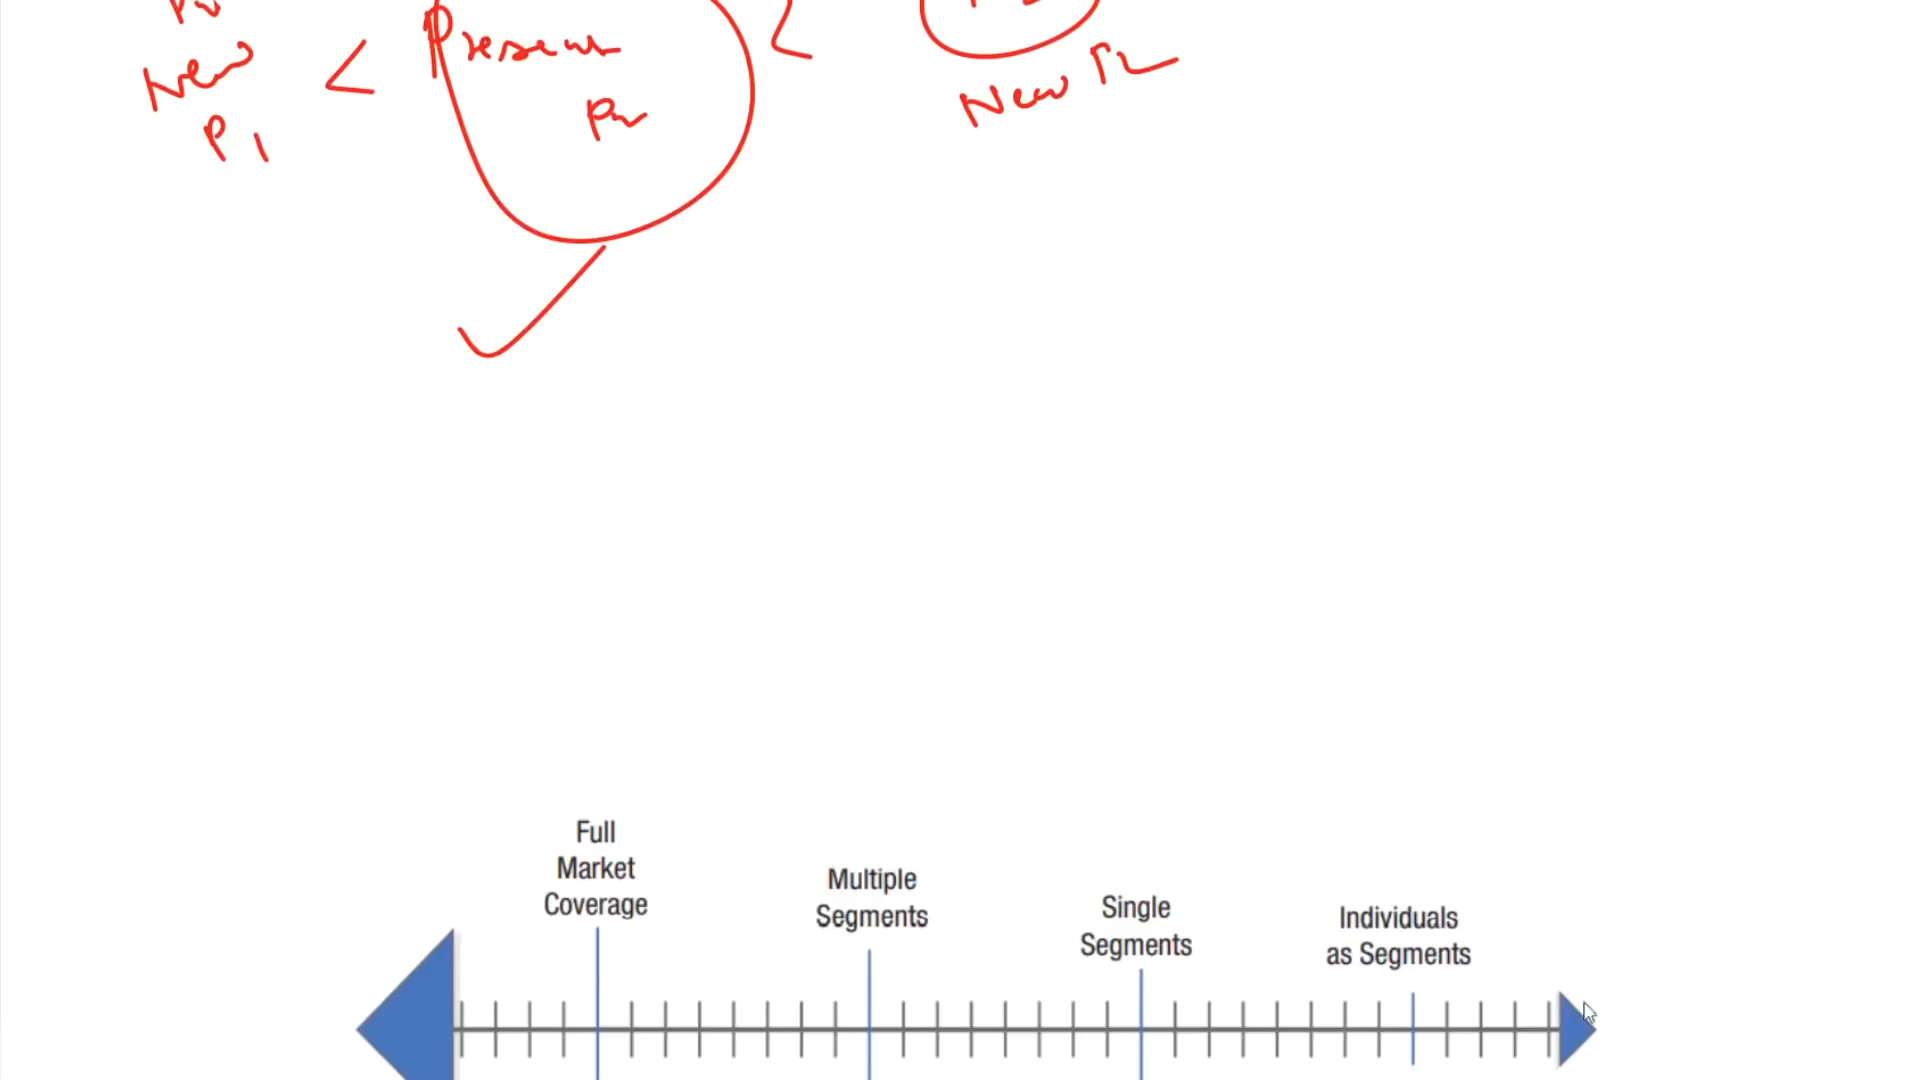 New < Present < New Pr
P1
Pr
Full
Market
Coverage
Multiple
Segments
Single
Segments
Individuals
as Segments